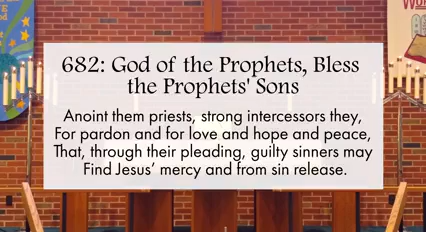 682: God of the Prophets, Bless
the Prophets' Sons
Anoint them priests, strong intercessors they,
For pardon and for love and hope and peace,
That, through their pleading, guilty sinners may
Find Jesus’ mercy and from sin release.